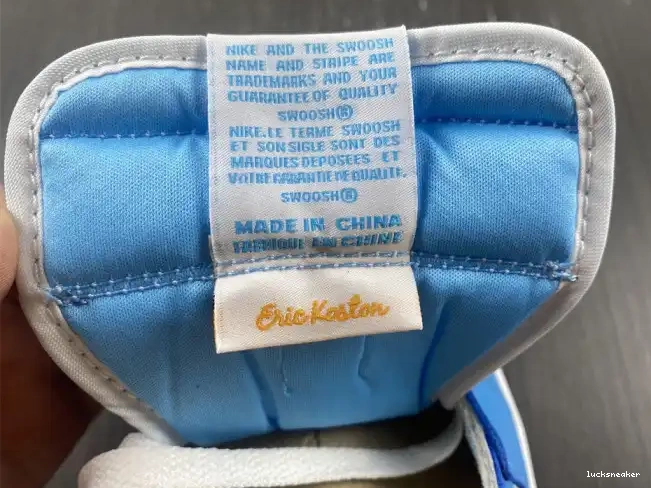 NIKE AND THE SWOOSH
NAME AND STRIPE ARE
TRADEMARKS AND YOUR
GUARANTEE OF QUALITY
SWOOSH®
NIKE.LE TERME SWOOSH
ET SON SIGLE SONT DES
MARQUES DEPOSEES ET
VOTRE GARANTIE DE QUALITE.
SWOOSH®
MADE IN CHINA
FABRIQUE EN CHINE
Eric Koston
lucksneaker